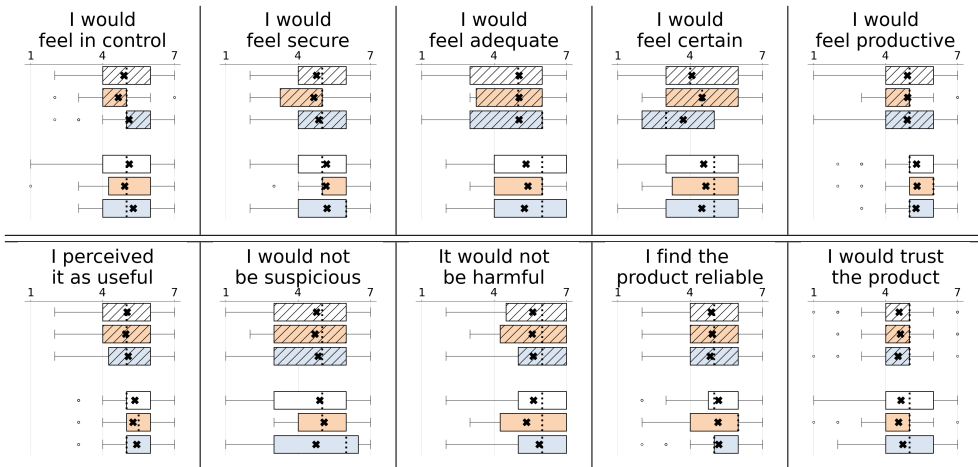 I would
feel in control
1 4 7
I would
feel secure
1 4 7
I would
feel adequate
1 4 7
I would
feel certain
1 4 7
I would
feel productive
1 4 7
I perceived
it as useful
1 4 7
I would not
be suspicious
1 4 7
It would not
be harmful
1 4 7
I find the
product reliable
1 4 7
I would trust
the product
1 4 7